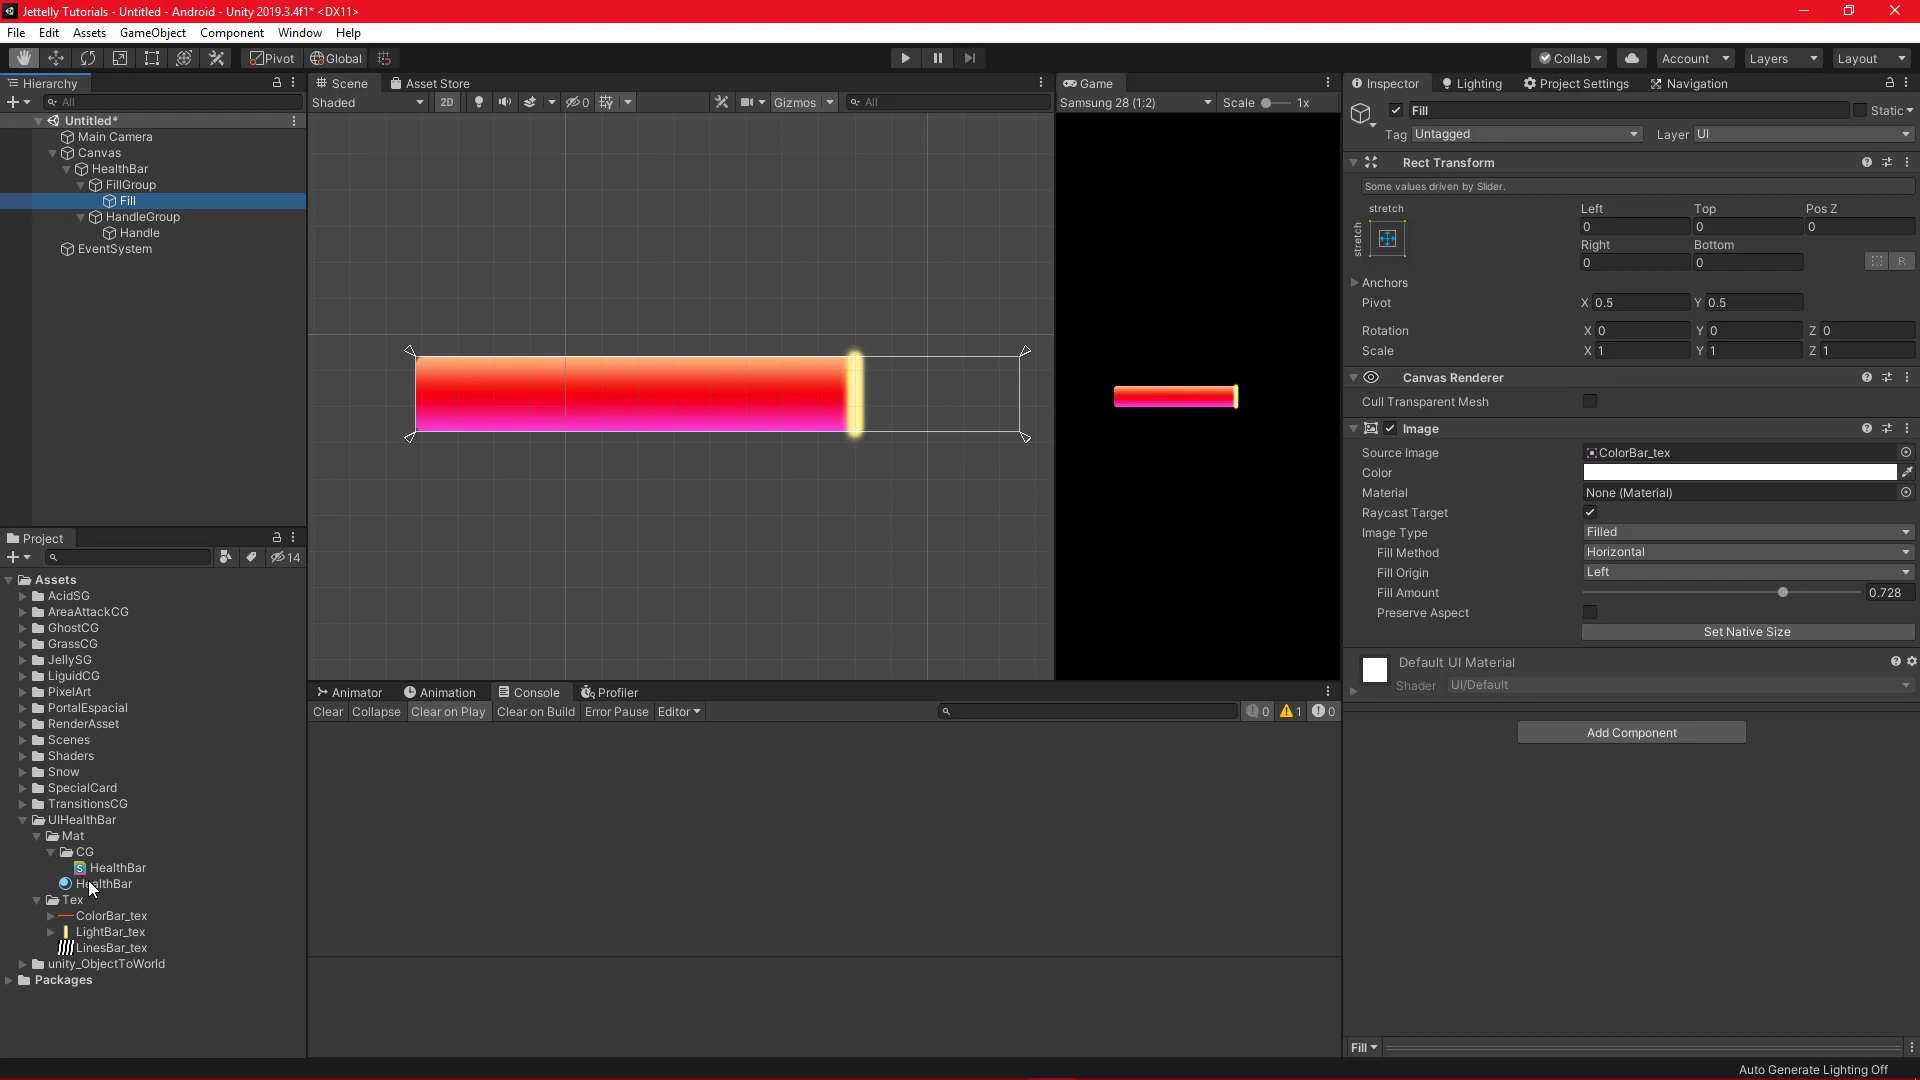 Jettelly Tutorials - Untitled - Android - Unity 2019.3.4f1* <DX11>
File Edit Assets GameObject Component Window Help
Pivot Global Collab Account Layers Layout
Hierarchy
All
Untitled*
Main Camera
Canvas
HealthBar
FillGroup
Fill
HandleGroup
Handle
EventSystem
Project
14
Assets
AcidSG
AreaAttackCG
GhostCG
GrassCG
JellySG
LiguidCG
PixelArt
PortalEspacial
RenderAsset
Scenes
Shaders
Snow
SpecialCard
TransitionsCG
UIHealthBar
Mat
CG
HealthBar
HealthBar
Tex
ColorBar_tex
LightBar_tex
LinesBar_tex
unity_ObjectToWorld
Packages
Scene Asset Store
Shaded 2D 0 Gizmos All
Game
Samsung 28 (1:2) Scale 1x
Animator Animation Console Profiler
Clear Collapse Clear on Play Clear on Build Error Pause Editor 0 1 0
Inspector Lighting Project Settings Navigation
Fill Static
Tag Untagged Layer UI
Rect Transform
Some values driven by Slider.
stretch Left Top Pos Z
stretch 0 0 0
Right Bottom
0 0 R
Anchors
Pivot X 0.5 Y 0.5
Rotation X 0 Y 0 Z 0
Scale X 1 Y 1 Z 1
Canvas Renderer
Cull Transparent Mesh
Image
Source Image ColorBar_tex
Color
Material None (Material)
Raycast Target
Image Type Filled
Fill Method Horizontal
Fill Origin Left
Fill Amount 0.728
Preserve Aspect
Set Native Size
Default UI Material
Shader UI/Default
Add Component
Fill
Auto Generate Lighting Off